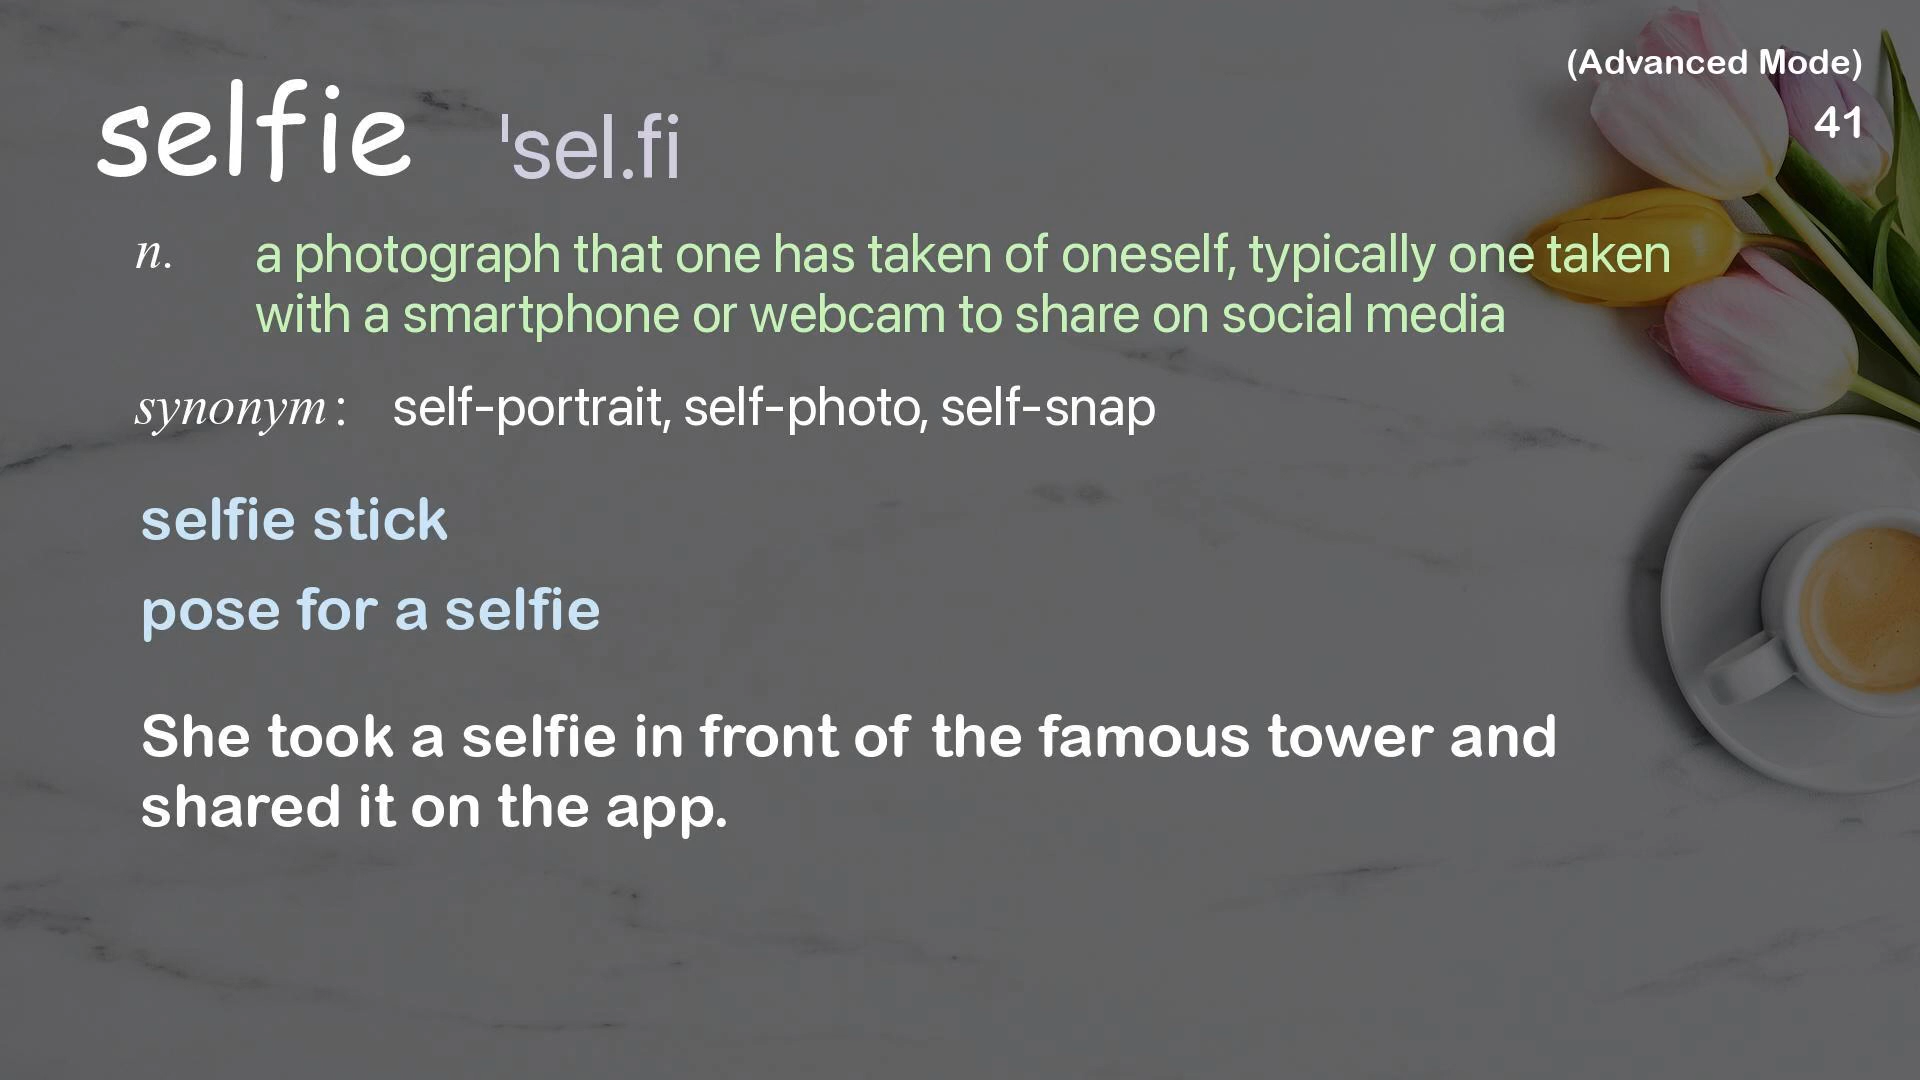 (Advanced Mode)
41
selfie ˈsel.fi
n. a photograph that one has taken of oneself, typically one taken
with a smartphone or webcam to share on social media
synonym: self-portrait, self-photo, self-snap
selfie stick
pose for a selfie
She took a selfie in front of the famous tower and
shared it on the app.